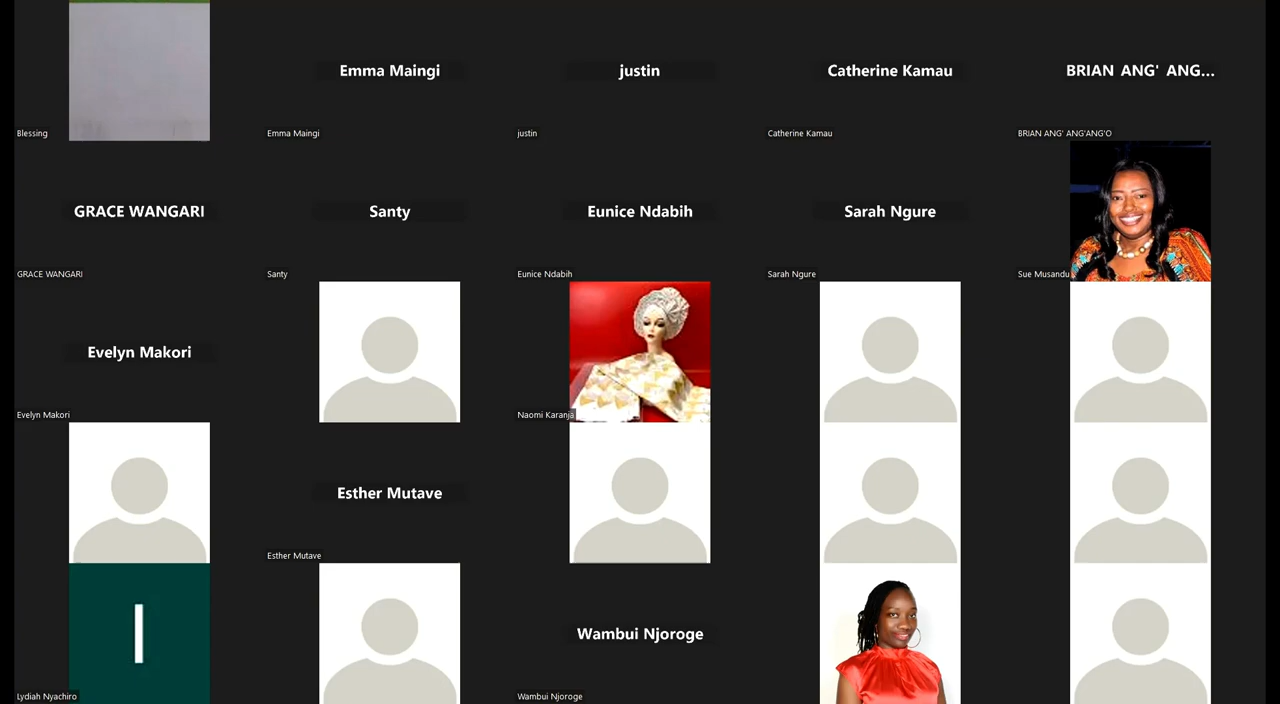 Emma Maingi
justin
Catherine Kamau
BRIAN ANG' ANG...
Blessing
Emma Maingi
justin
Catherine Kamau
BRIAN ANG' ANG'ANG'O
GRACE WANGARI
Santy
Eunice Ndabih
Sarah Ngure
GRACE WANGARI
Santy
Eunice Ndabih
Sarah Ngure
Sue Musandu
Evelyn Makori
Evelyn Makori
Naomi Karanja
Esther Mutave
Esther Mutave
I
Wambui Njoroge
Lydiah Nyachiro
Wambui Njoroge